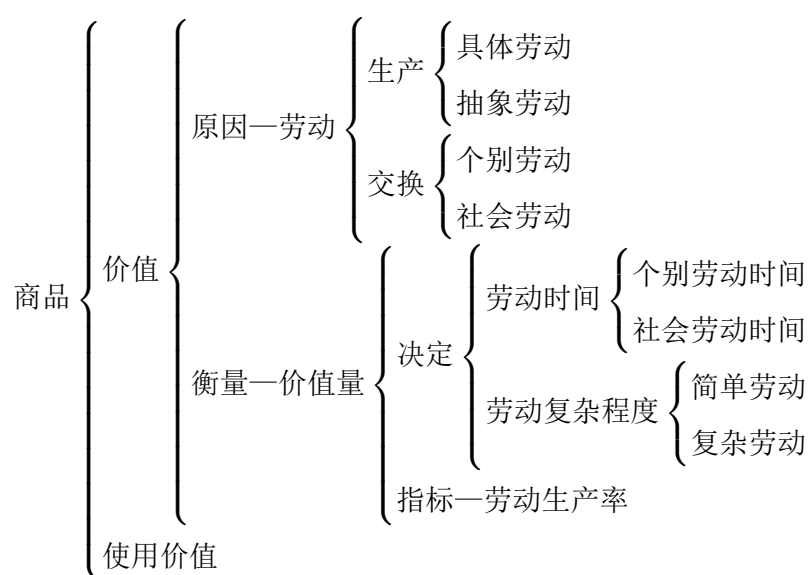 商品
价值
原因—劳动
生产
具体劳动
抽象劳动
交换
个别劳动
社会劳动
衡量—价值量
决定
劳动时间
个别劳动时间
社会劳动时间
劳动复杂程度
简单劳动
复杂劳动
指标—劳动生产率
使用价值